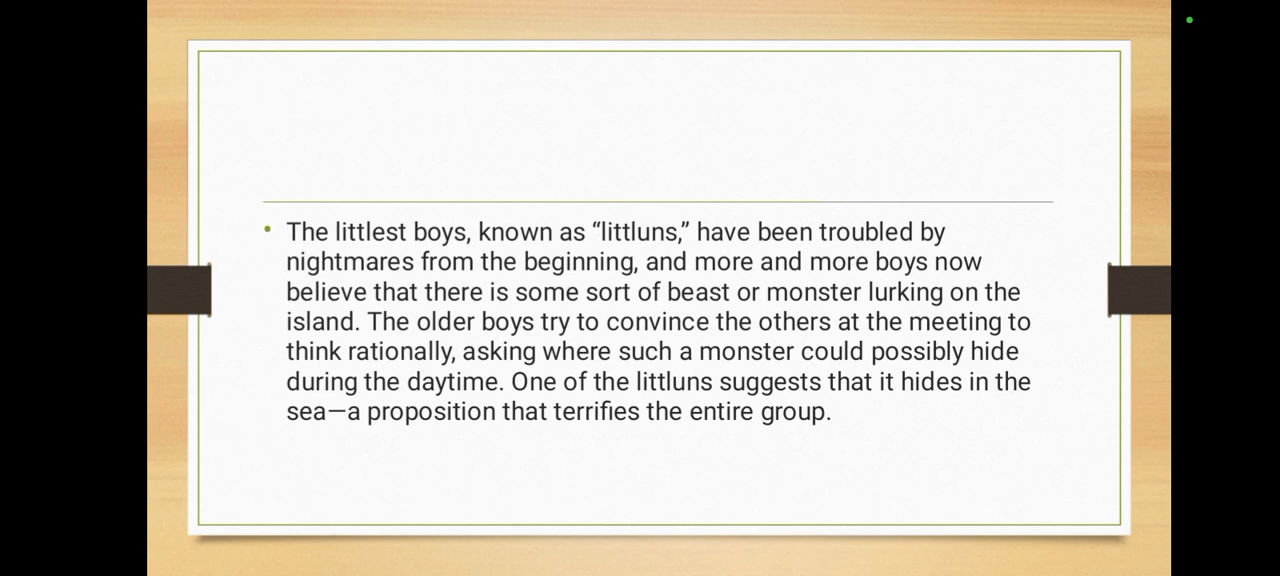 • The littlest boys, known as “littluns,” have been troubled by
nightmares from the beginning, and more and more boys now
believe that there is some sort of beast or monster lurking on the
island. The older boys try to convince the others at the meeting to
think rationally, asking where such a monster could possibly hide
during the daytime. One of the littluns suggests that it hides in the
sea—a proposition that terrifies the entire group.